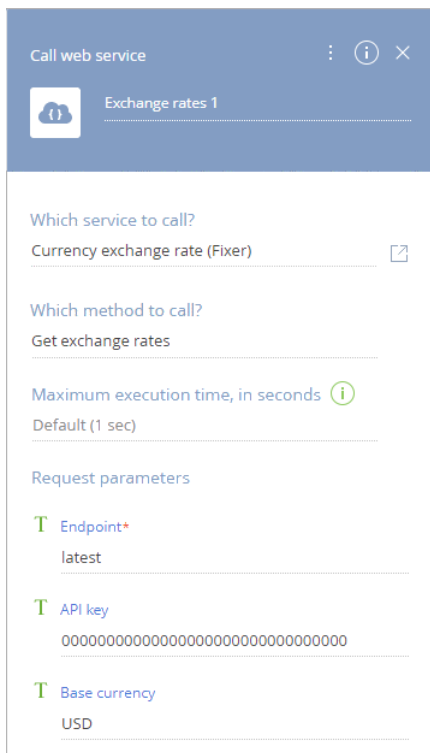 Call web service
Exchange rates 1
Which service to call?
Currency exchange rate (Fixer)
Which method to call?
Get exchange rates
Maximum execution time, in seconds
Default (1 sec)
Request parameters
T Endpoint*
latest
T API key
00000000000000000000000000000000
T Base currency
USD